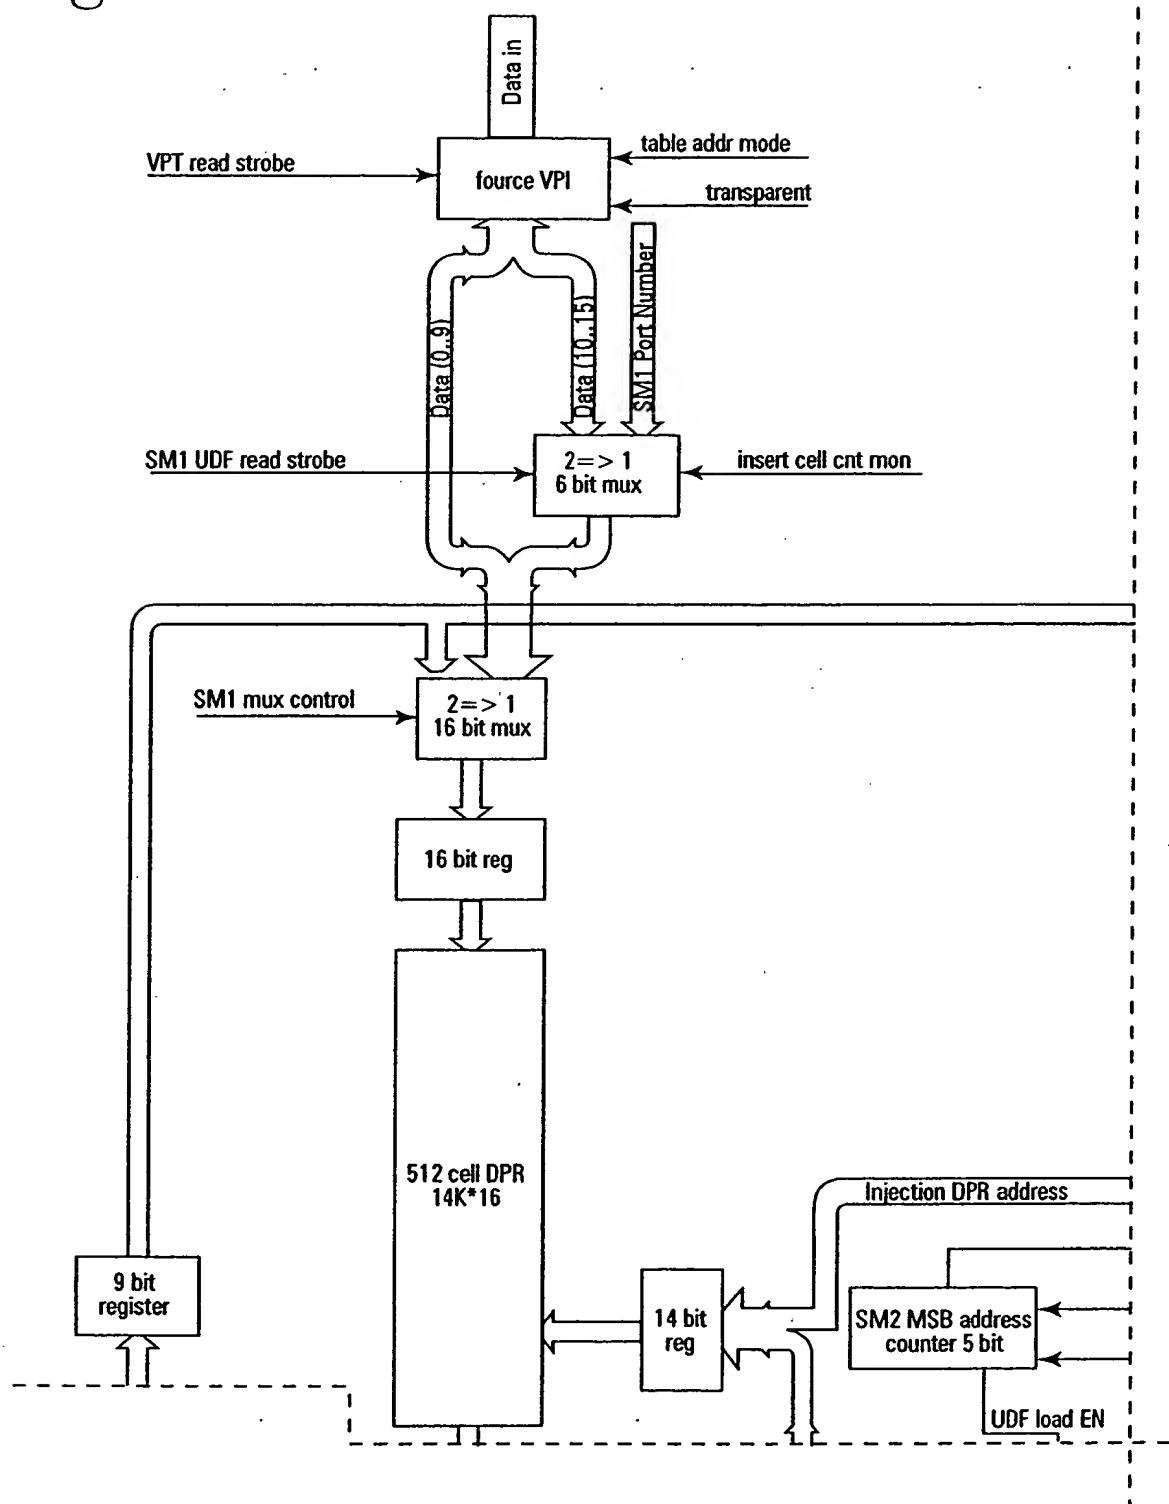 Data in
table addr mode
VPT read strobe
fource VPI
transparent
SM1 Port Number
Data (0..9)
Data (10..15)
SM1 UDF read strobe
2=> 1
6 bit mux
insert cell cnt mon
SM1 mux control
2=> 1
16 bit mux
16 bit reg
512 cell DPR
14K*16
Injection DPR address
9 bit
register
14 bit
reg
SM2 MSB address
counter 5 bit
UDF load EN